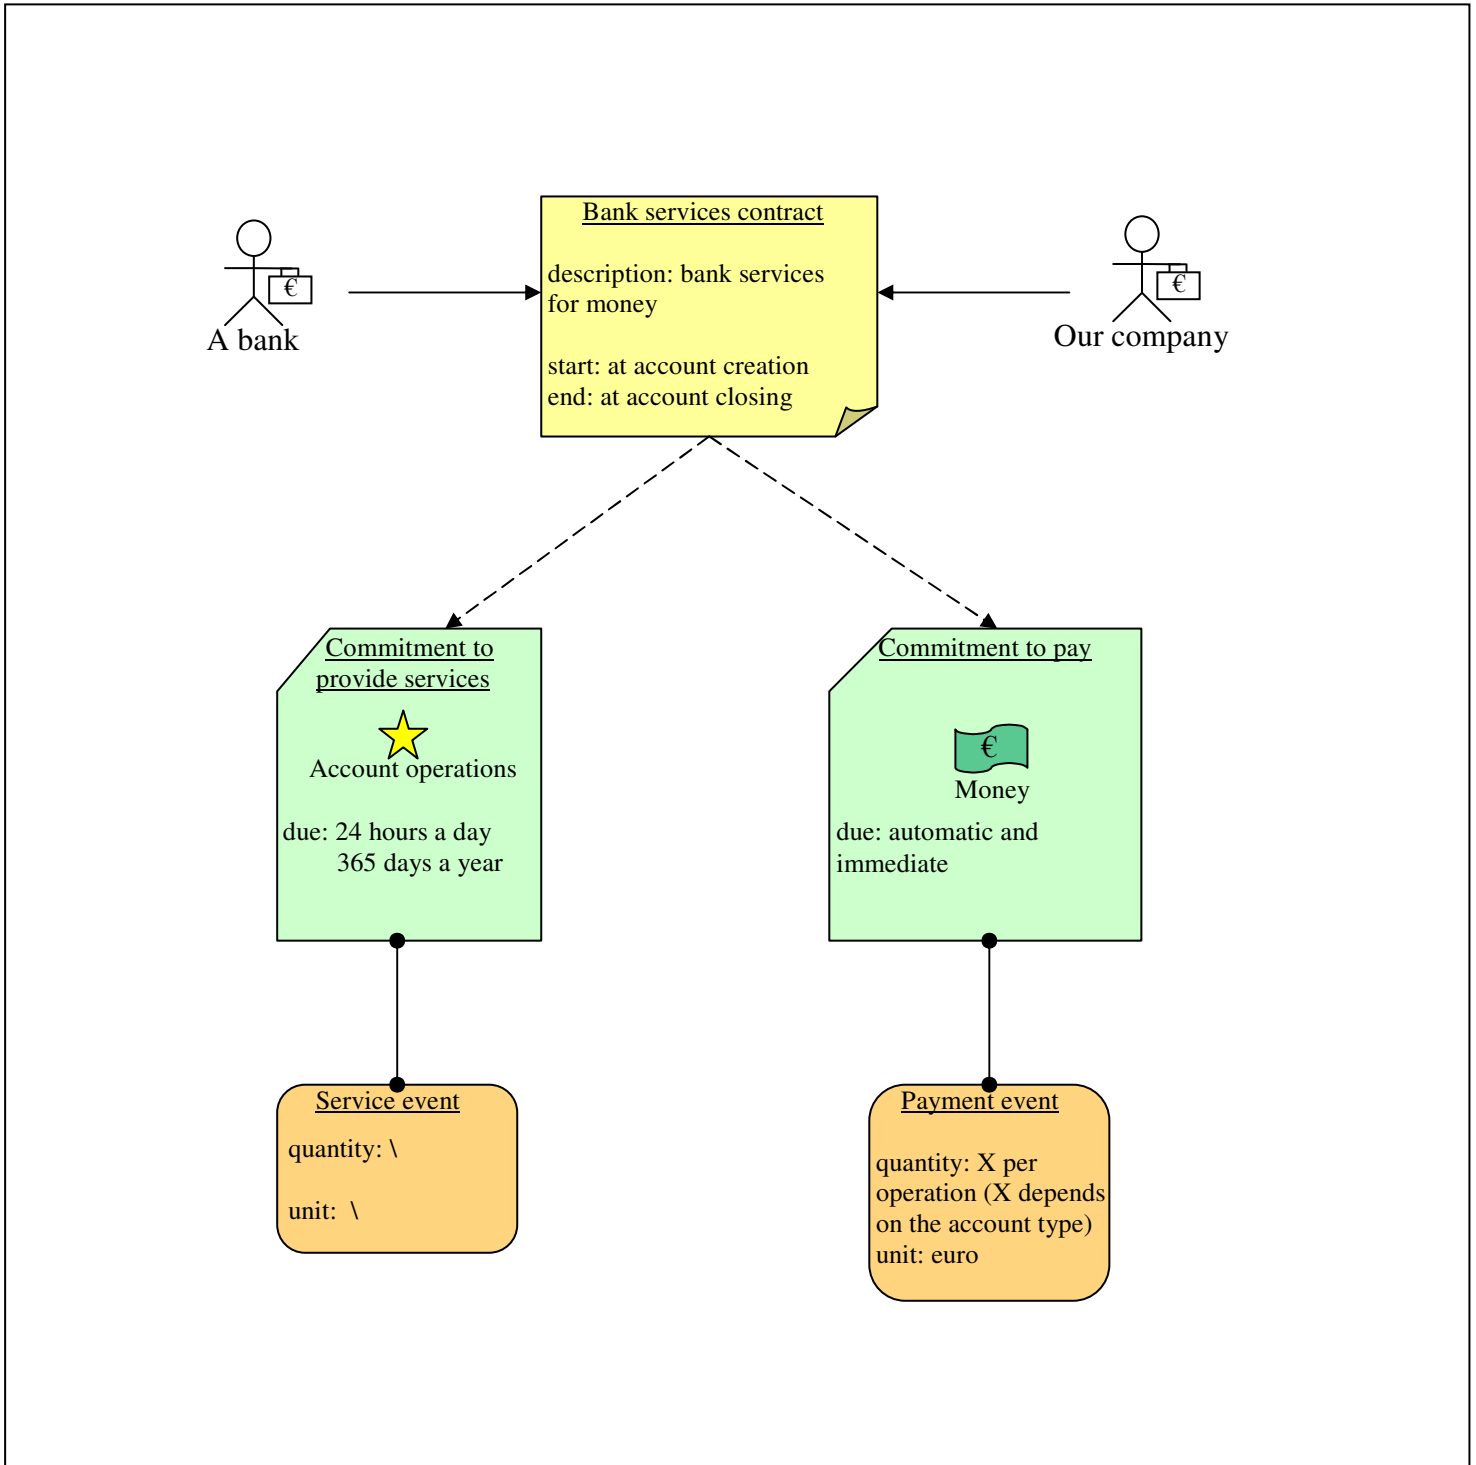 Bank services contract
description: bank services
for money
start: at account creation
end: at account closing
€
A bank
€
Our company
Commitment to
provide services
Account operations
due: 24 hours a day
365 days a year
Commitment to pay
€
Money
due: automatic and
immediate
Service event
quantity: \
unit: \
Payment event
quantity: X per
operation (X depends
on the account type)
unit: euro